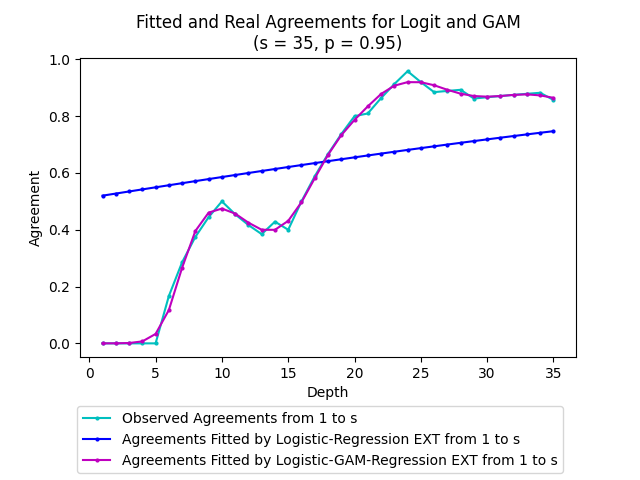 Fitted and Real Agreements for Logit and GAM
(s = 35, p = 0.95)
1.0
0.8
0.6
0.4
0.2
0.0
Agreement
0 5 10 15 20 25 30 35
Depth
Observed Agreements from 1 to s
Agreements Fitted by Logistic-Regression EXT from 1 to s
Agreements Fitted by Logistic-GAM-Regression EXT from 1 to s